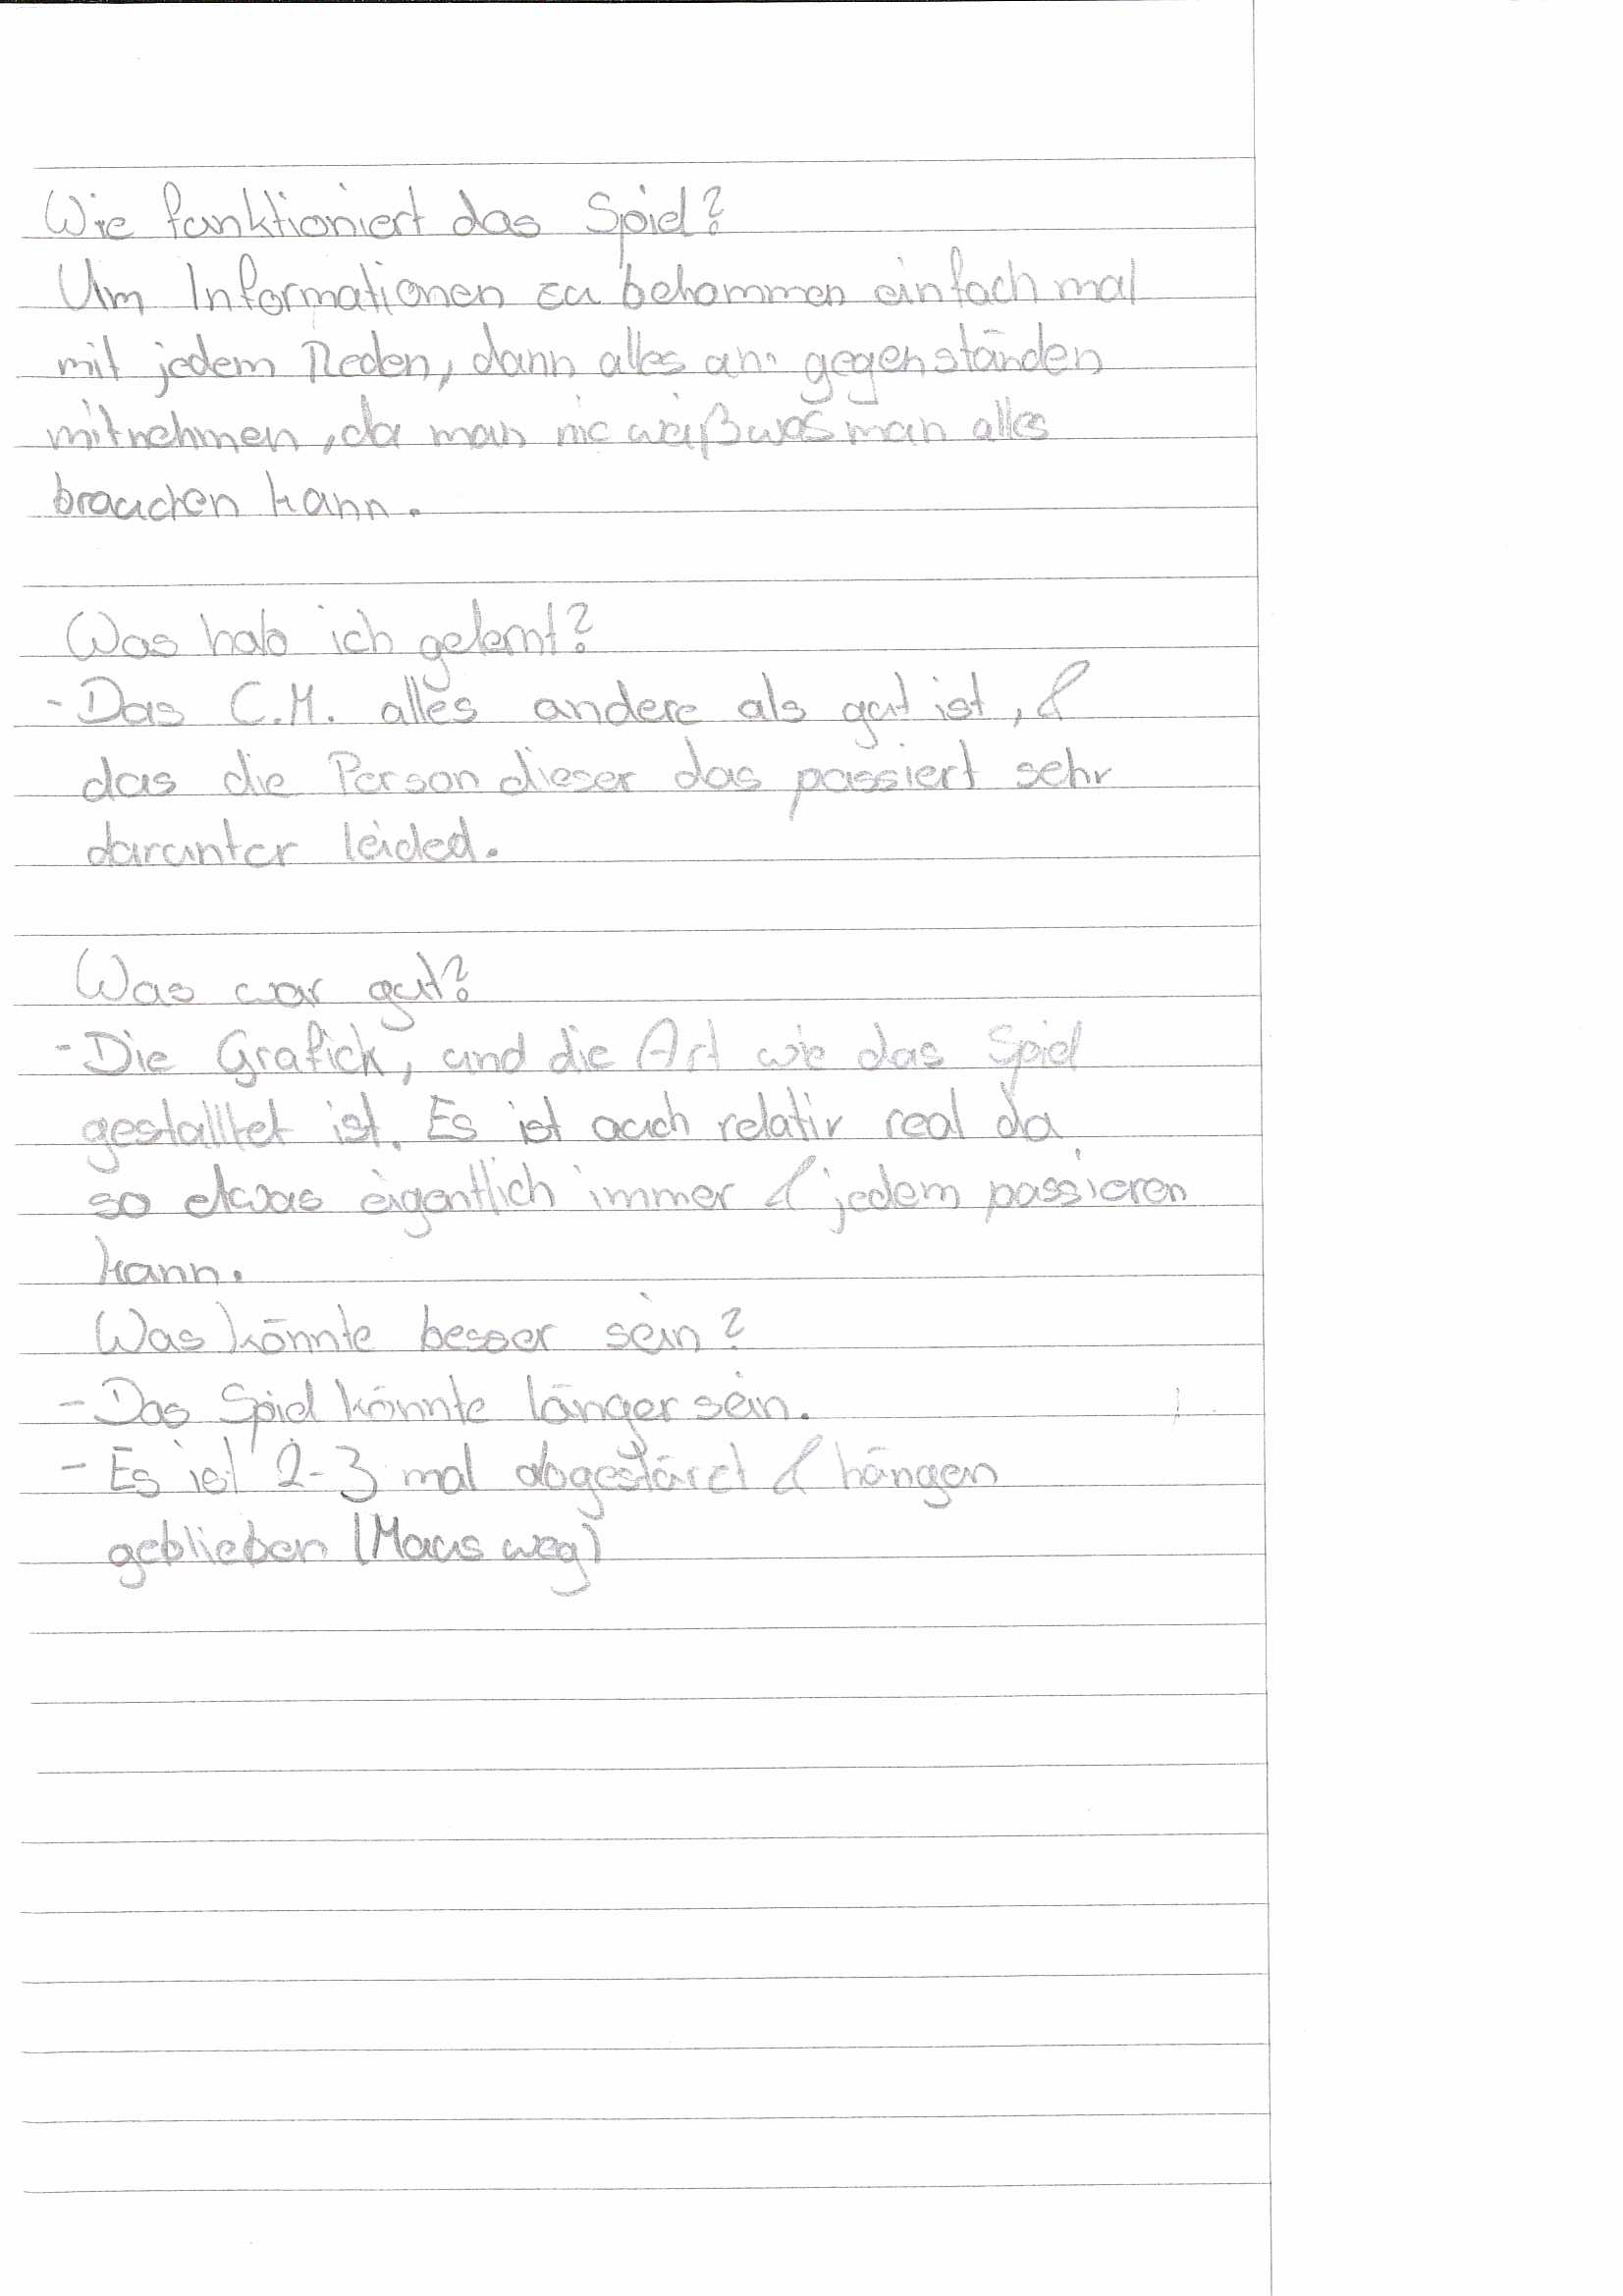 Wie funktioniert das Spiel?
Um Informationen zu bekommen einfach mal
mit jedem Reden, dann alles an gegenständen
mitnehmen, da man nie weiß was man alles
brauchen kann.
Was hab ich gelernt?
- Das C.M. alles andere als gut ist, &
das die Person dieser das passiert sehr
darunter leided.
Was war gut?
- Die Grafick, und die Art wie das Spiel
gestalltet ist. Es ist auch relativ real da,
so etwas eigentlich immer & jedem passieren
kann.
Was könnte besser sein?
- Das Spiel könnte länger sein.
- Es ist 2-3 mal abgestürct & hängen
geblieben (Maus weg)